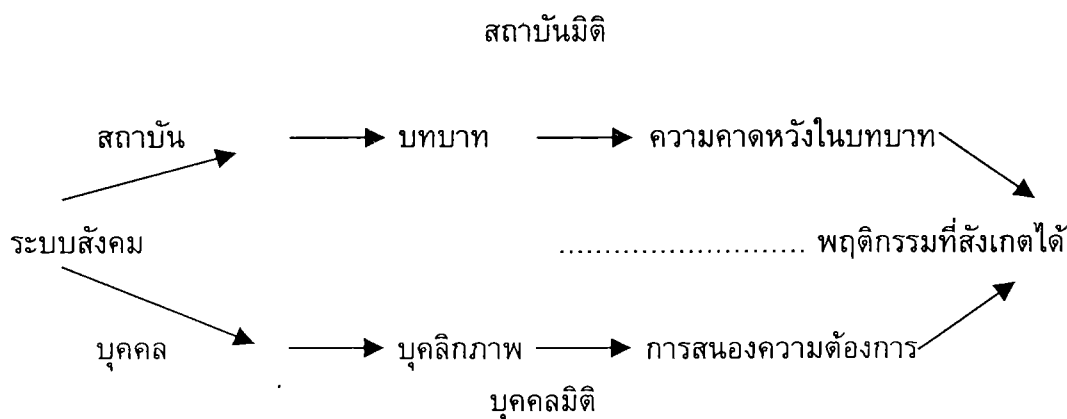 สถาบันมิติ
สถาบัน บทบาท ความคาดหวังในบทบาท
ระบบสังคม ........................ พฤติกรรมที่สังเกตได้
บุคคล บุคลิกภาพ การสนองความต้องการ
บุคคลมิติ